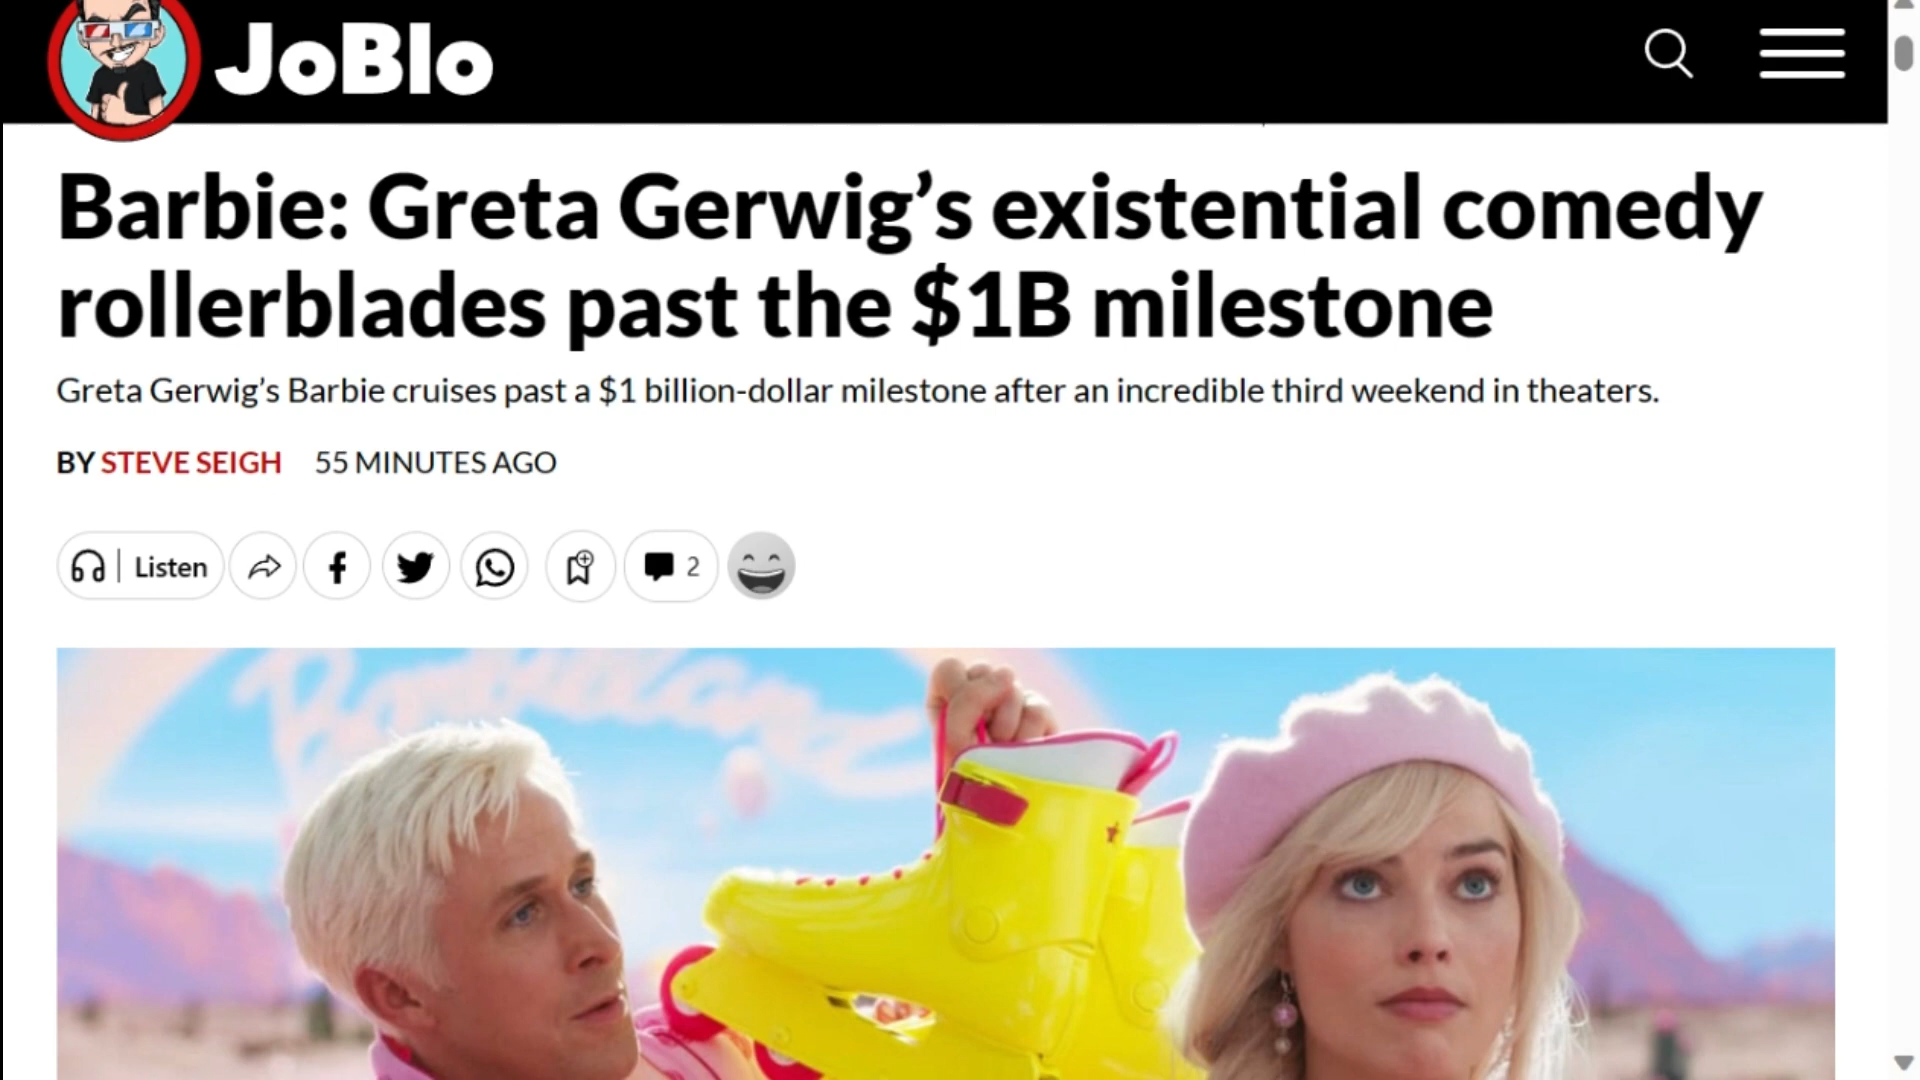 JoBlo
Barbie: Greta Gerwig’s existential comedy
rollerblades past the $1B milestone
Greta Gerwig’s Barbie cruises past a $1 billion-dollar milestone after an incredible third weekend in theaters.
BY STEVE SEIGH 55 MINUTES AGO
Listen 2
Barbieland